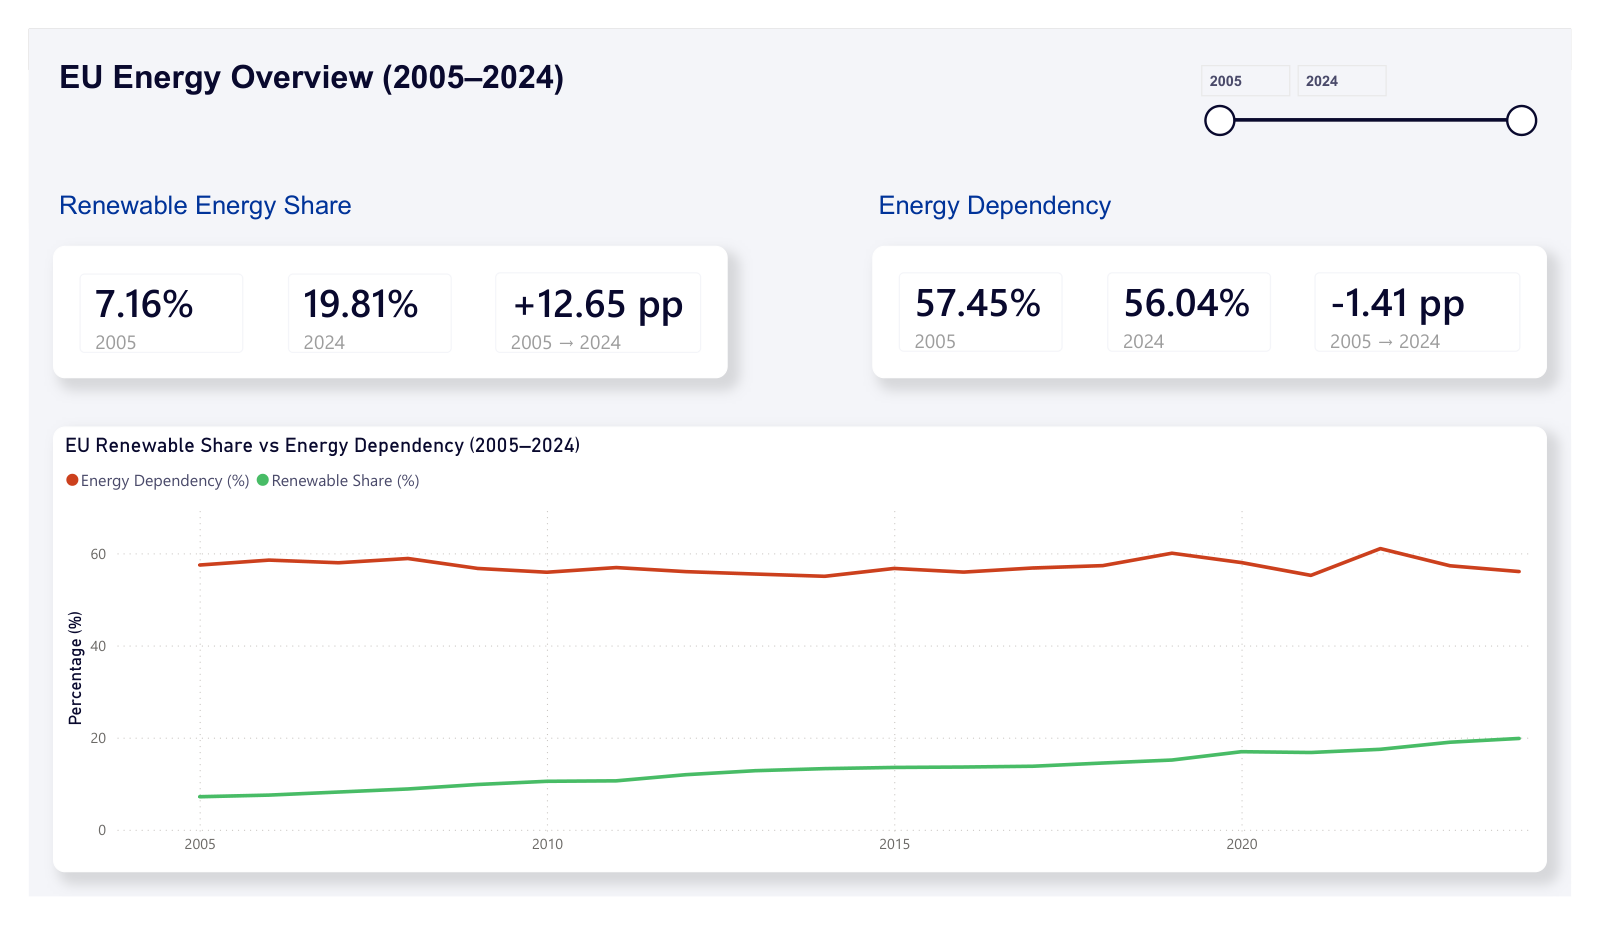 EU Energy Overview (2005–2024)
2005 2024
Renewable Energy Share
7.16% 19.81% +12.65 pp
2005 2024 2005 → 2024
Energy Dependency
57.45% 56.04% -1.41 pp
2005 2024 2005 → 2024
EU Renewable Share vs Energy Dependency (2005–2024)
Energy Dependency (%) Renewable Share (%)
Percentage (%)
60
40
20
0
2005 2010 2015 2020